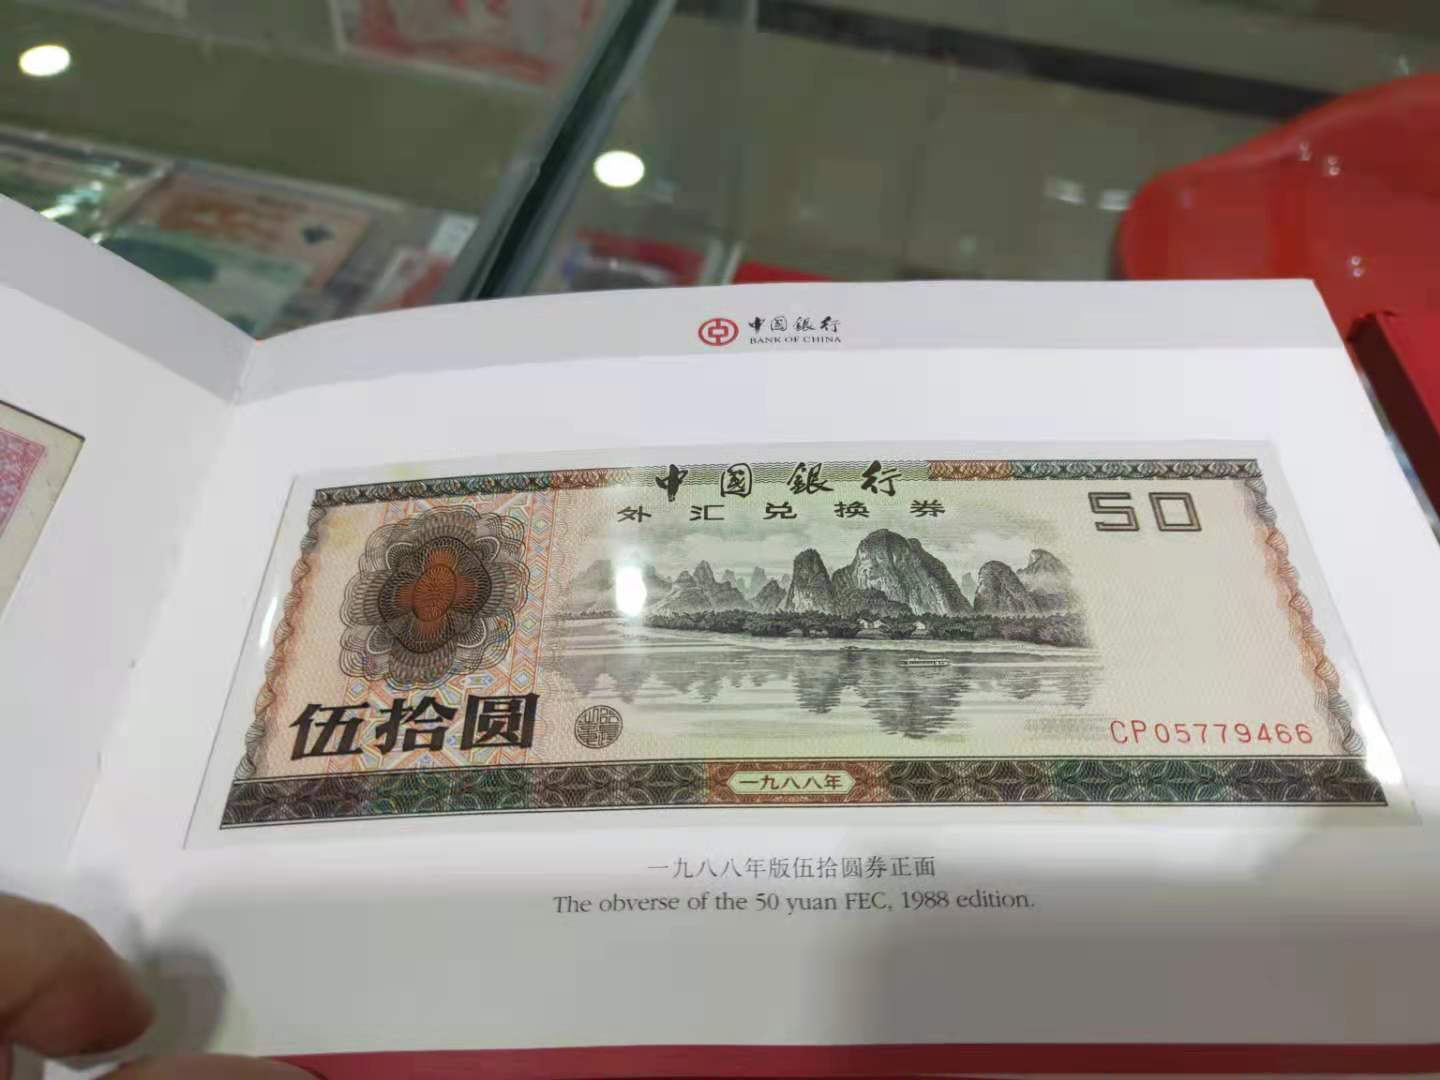 中国銀行
BANK OF CHINA
中国銀行
外汇兑换券
50
伍拾圆
CP05779466
一九八八年
一九八八年版伍拾圆券正面
The obverse of the 50 yuan FEC, 1988 edition.